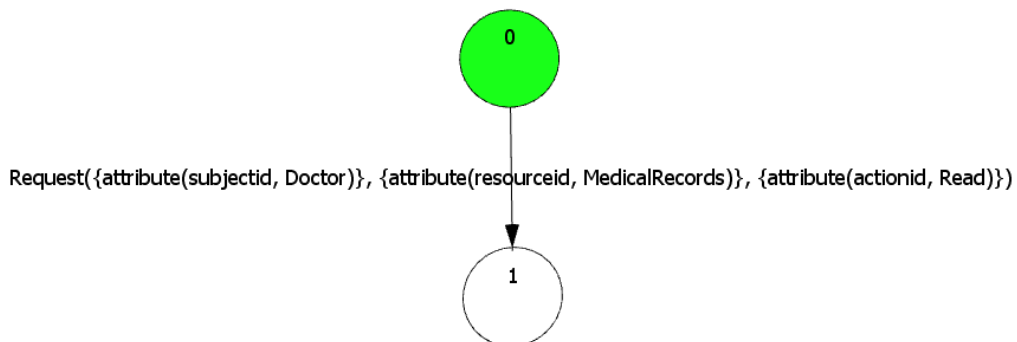 0
Request({attribute(subjectid, Doctor)}, {attribute(resourceid, MedicalRecords)}, {attribute(actionid, Read)})
1